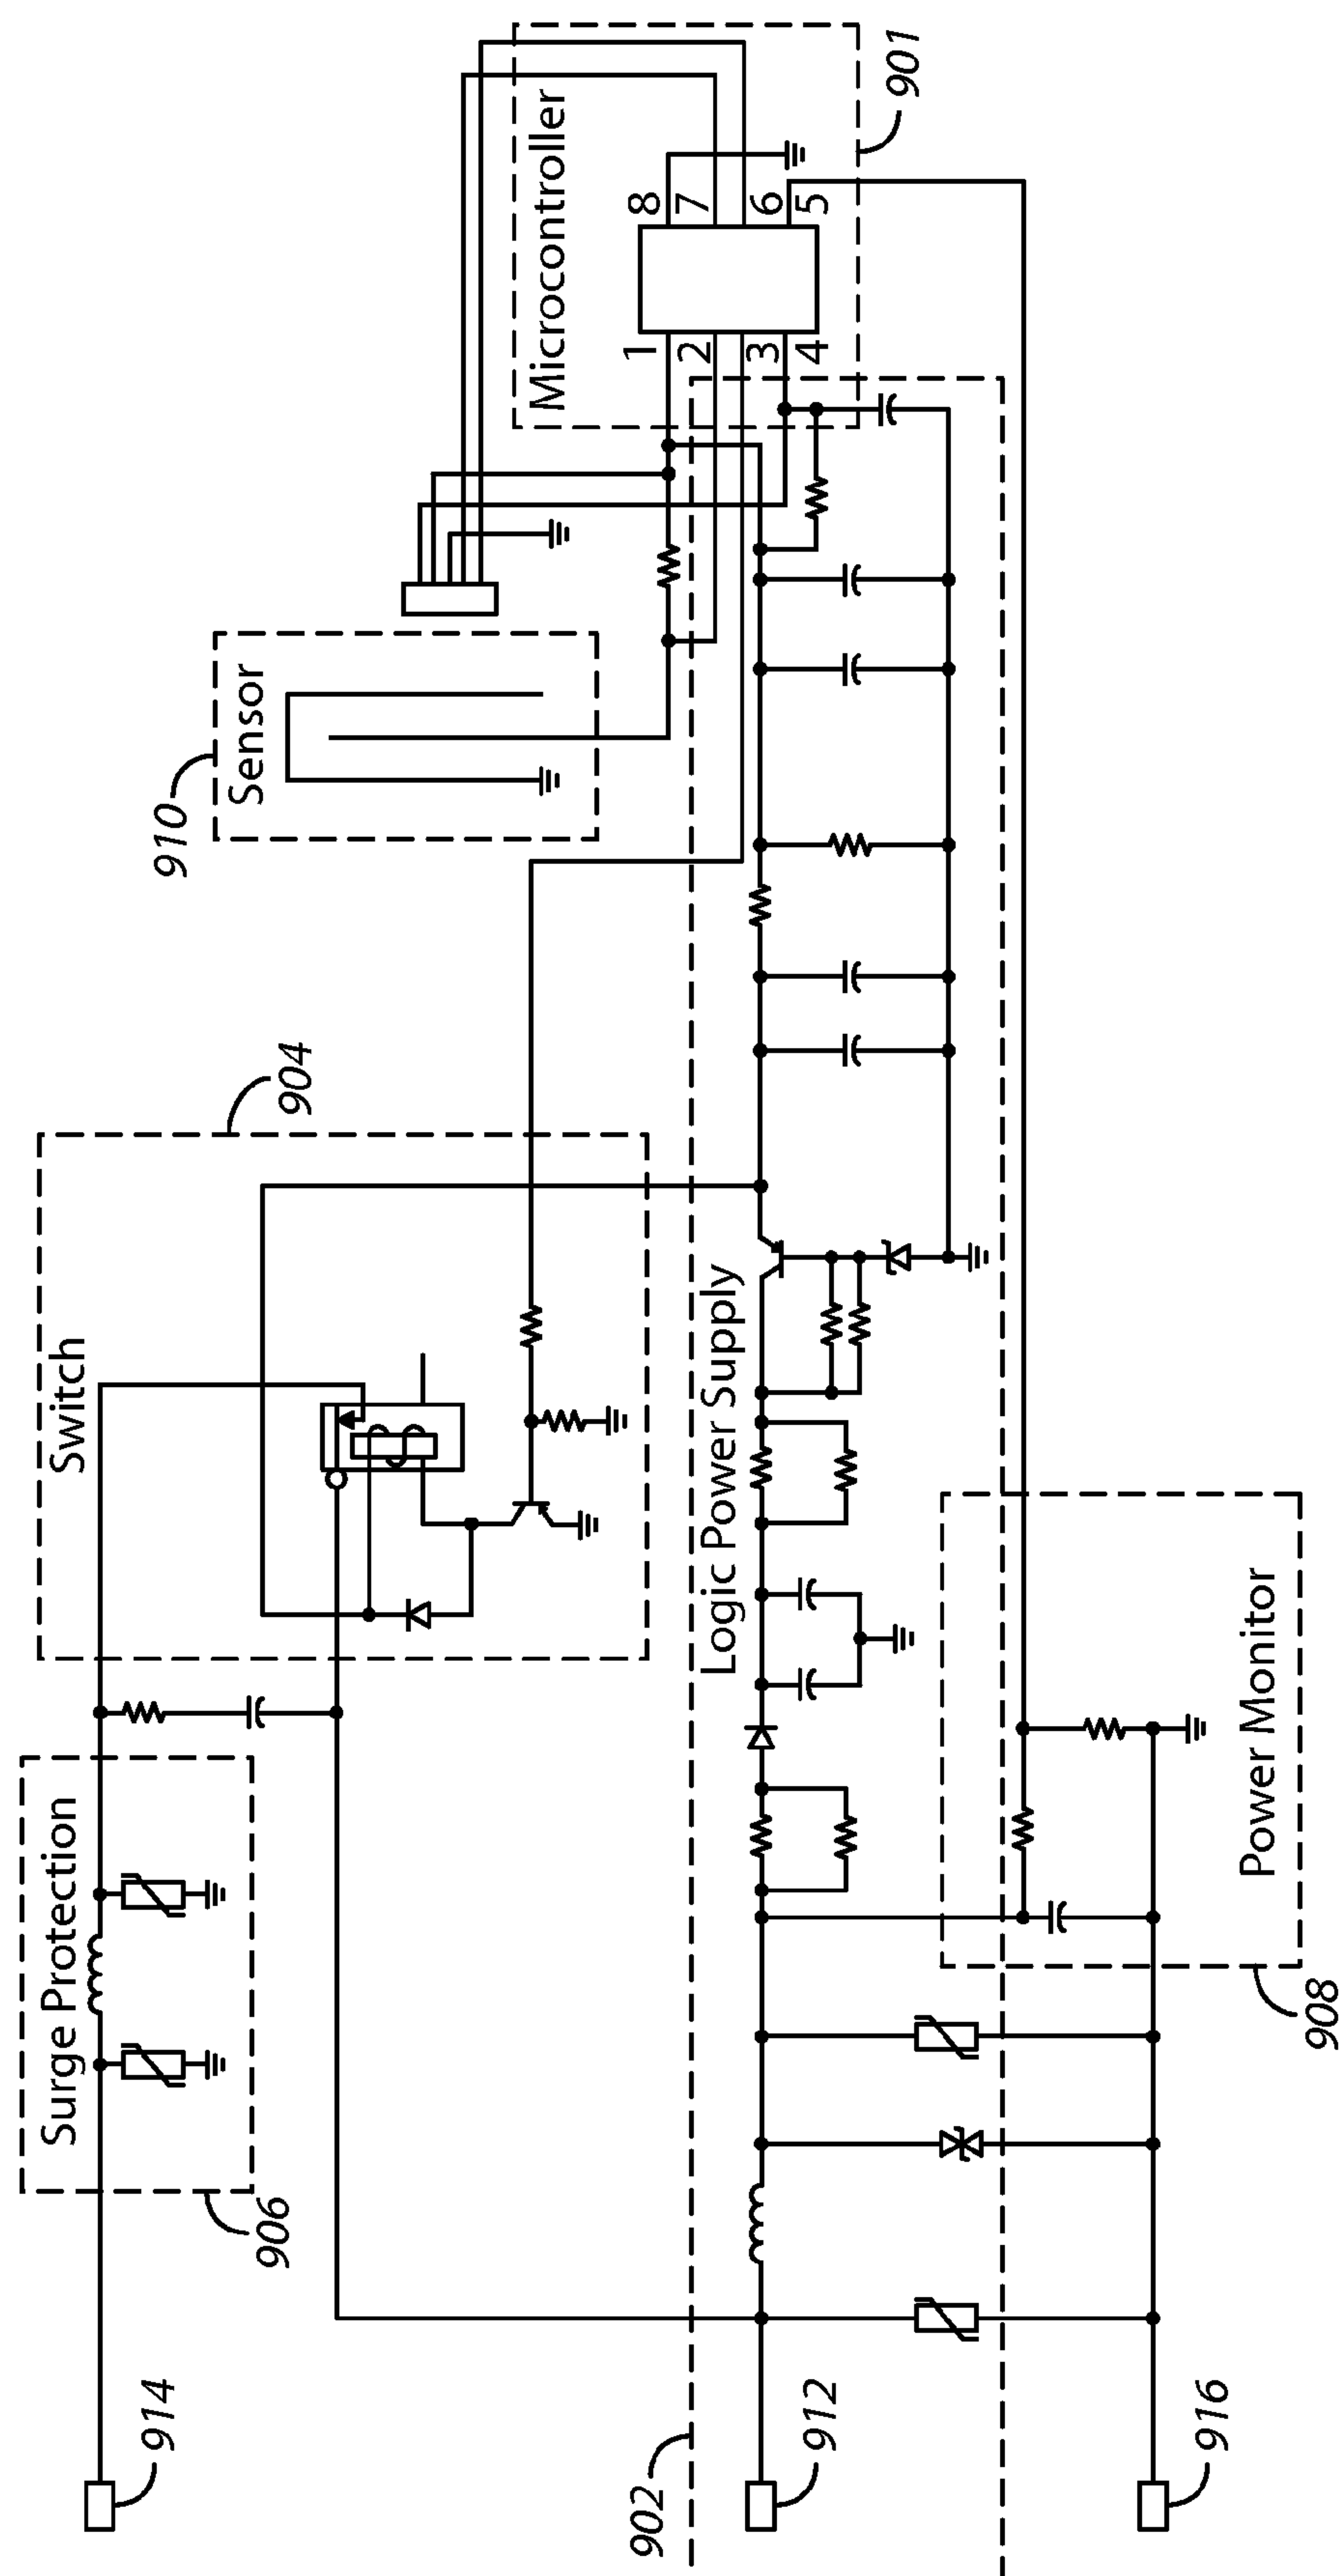 Surge Protection
906
914
Switch
904
Sensor
910
Microcontroller
901
1
2
3
4
8
7
6
5
Logic Power Supply
902
912
Power Monitor
908
916